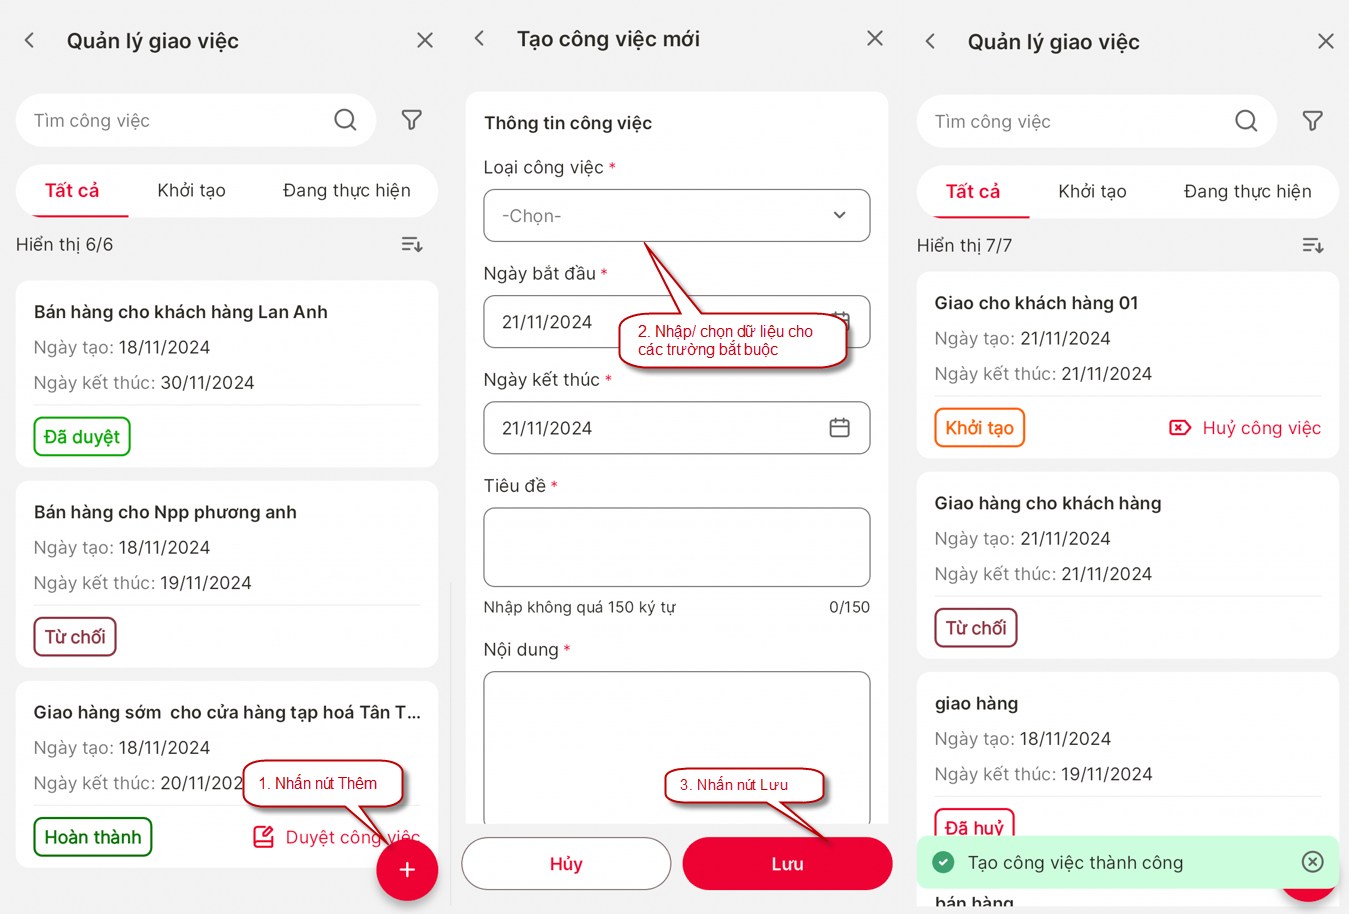 Quản lý giao việc
Tìm công việc
Tất cả
Khởi tạo
Đang thực hiện
Hiển thị 6/6
Bán hàng cho khách hàng Lan Anh
Ngày tạo: 18/11/2024
Ngày kết thúc: 30/11/2024
Đã duyệt
Bán hàng cho Npp phương anh
Ngày tạo: 18/11/2024
Ngày kết thúc: 19/11/2024
Từ chối
Giao hàng sớm cho cửa hàng tạp hoá Tân T...
Ngày tạo: 18/11/2024
Ngày kết thúc: 20/11/202
1. Nhấn nút Thêm
Hoàn thành
Duyệt công việc
Tạo công việc mới
Thông tin công việc
Loại công việc *
-Chọn-
Ngày bắt đầu *
21/11/2024
2. Nhập/ chọn dữ liệu cho
các trường bắt buộc
Ngày kết thúc *
21/11/2024
Tiêu đề *
Nhập không quá 150 ký tự
0/150
Nội dung *
3. Nhấn nút Lưu
Hủy
Lưu
Quản lý giao việc
Tìm công việc
Tất cả
Khởi tạo
Đang thực hiện
Hiển thị 7/7
Giao cho khách hàng 01
Ngày tạo: 21/11/2024
Ngày kết thúc: 21/11/2024
Khởi tạo
Huỷ công việc
Giao hàng cho khách hàng
Ngày tạo: 21/11/2024
Ngày kết thúc: 21/11/2024
Từ chối
giao hàng
Ngày tạo: 18/11/2024
Ngày kết thúc: 19/11/2024
Đã huỷ
Tạo công việc thành công
bán hàng